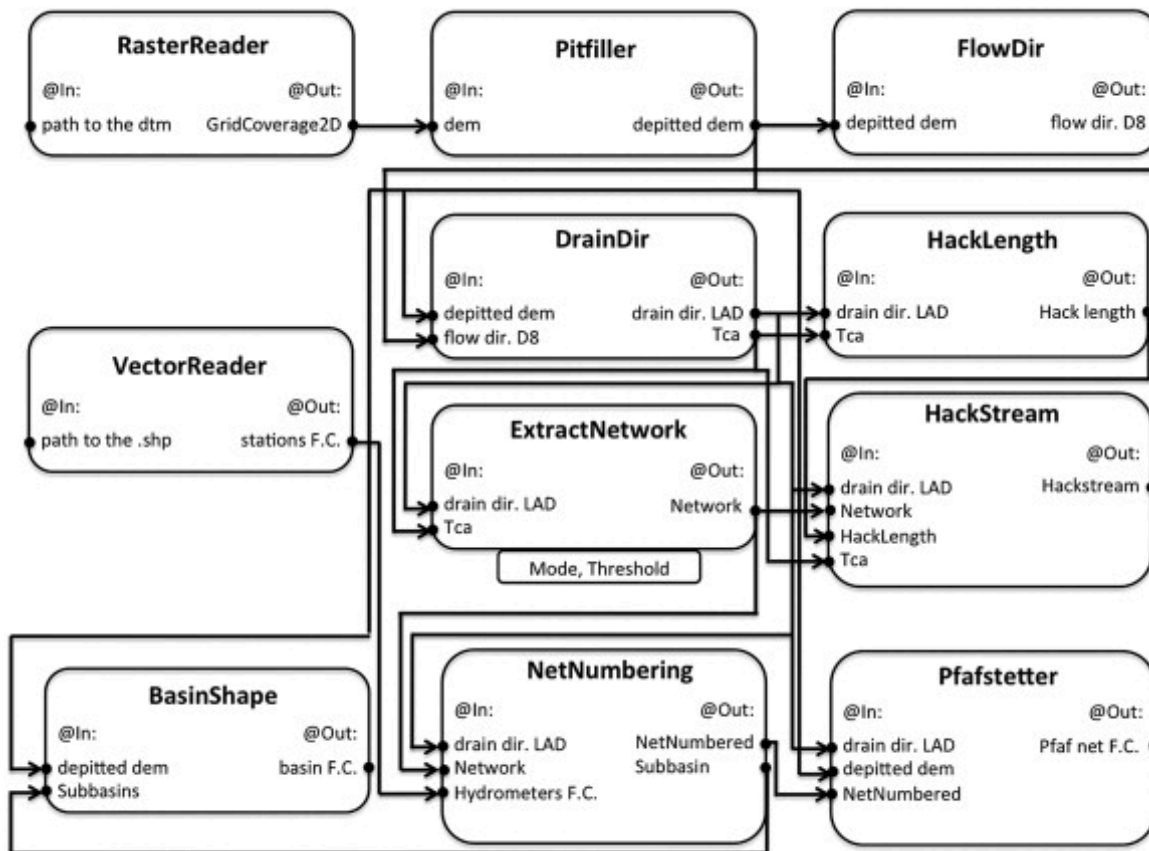 RasterReader
@In:
@Out:
path to the dtm
GridCoverage2D
Pitfiller
@In:
@Out:
dem
depitted dem
FlowDir
@In:
@Out:
depitted dem
flow dir. D8
DrainDir
@In:
@Out:
depitted dem
drain dir. LAD
flow dir. D8
Tca
HackLength
@In:
@Out:
drain dir. LAD
Hack length
Tca
VectorReader
@In:
@Out:
path to the .shp
stations F.C.
ExtractNetwork
@In:
@Out:
drain dir. LAD
Network
Tca
Mode, Threshold
HackStream
@In:
@Out:
drain dir. LAD
Hackstream
Network
HackLength
Tca
BasinShape
@In:
@Out:
depitted dem
basin F.C.
Subbasins
NetNumbering
@In:
@Out:
drain dir. LAD
NetNumbered
Network
Subbasin
Hydrometers F.C.
Pfafstetter
@In:
@Out:
drain dir. LAD
Pfaf net F.C.
depitted dem
NetNumbered